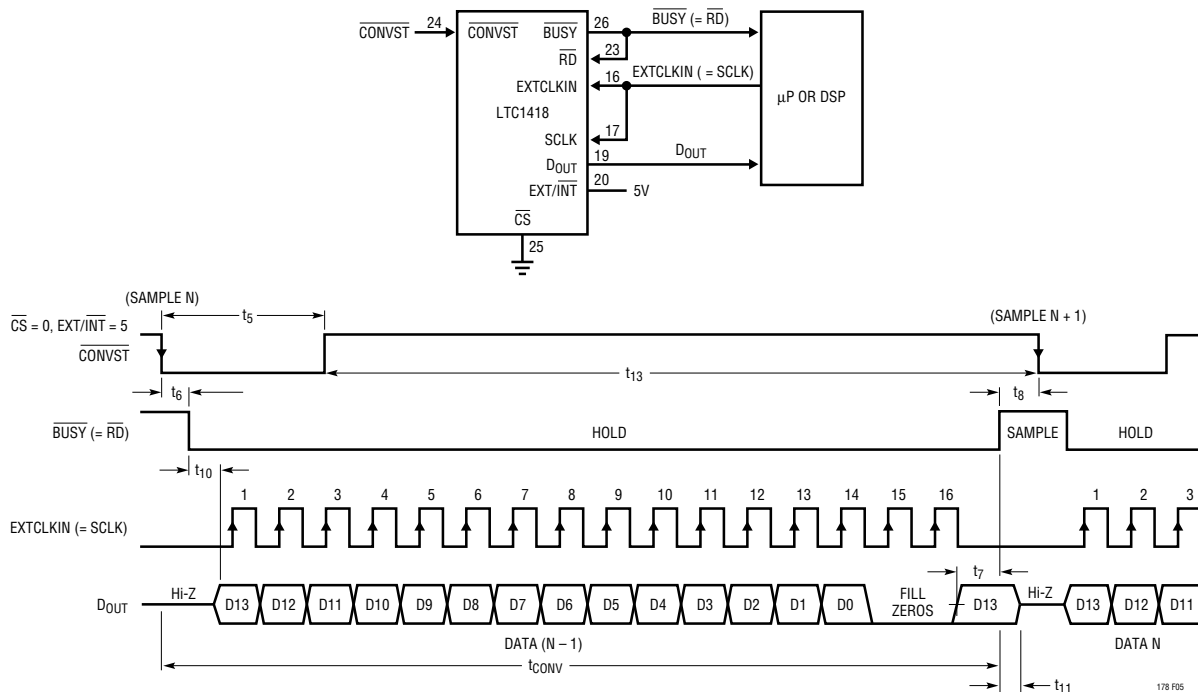 CONVST 24 CONVST BUSY 26 BUSY (= RD)
RD 23
EXTCLKIN 16 EXTCLKIN ( = SCLK)
LTC1418
µP OR DSP
SCLK 17
DOUT 19 DOUT
EXT/INT 20 5V
CS
25
(SAMPLE N)
(SAMPLE N + 1)
CS = 0, EXT/INT = 5
t5
CONVST
t13
t6
t8
BUSY (= RD)
HOLD SAMPLE HOLD
t10
1 2 3 4 5 6 7 8 9 10 11 12 13 14 15 16 1 2 3
EXTCLKIN (= SCLK)
t7
DOUT Hi-Z D13 D12 D11 D10 D9 D8 D7 D6 D5 D4 D3 D2 D1 D0 FILL ZEROS D13 Hi-Z D13 D12 D11
DATA (N – 1) DATA N
tCONV
t11
178 F05